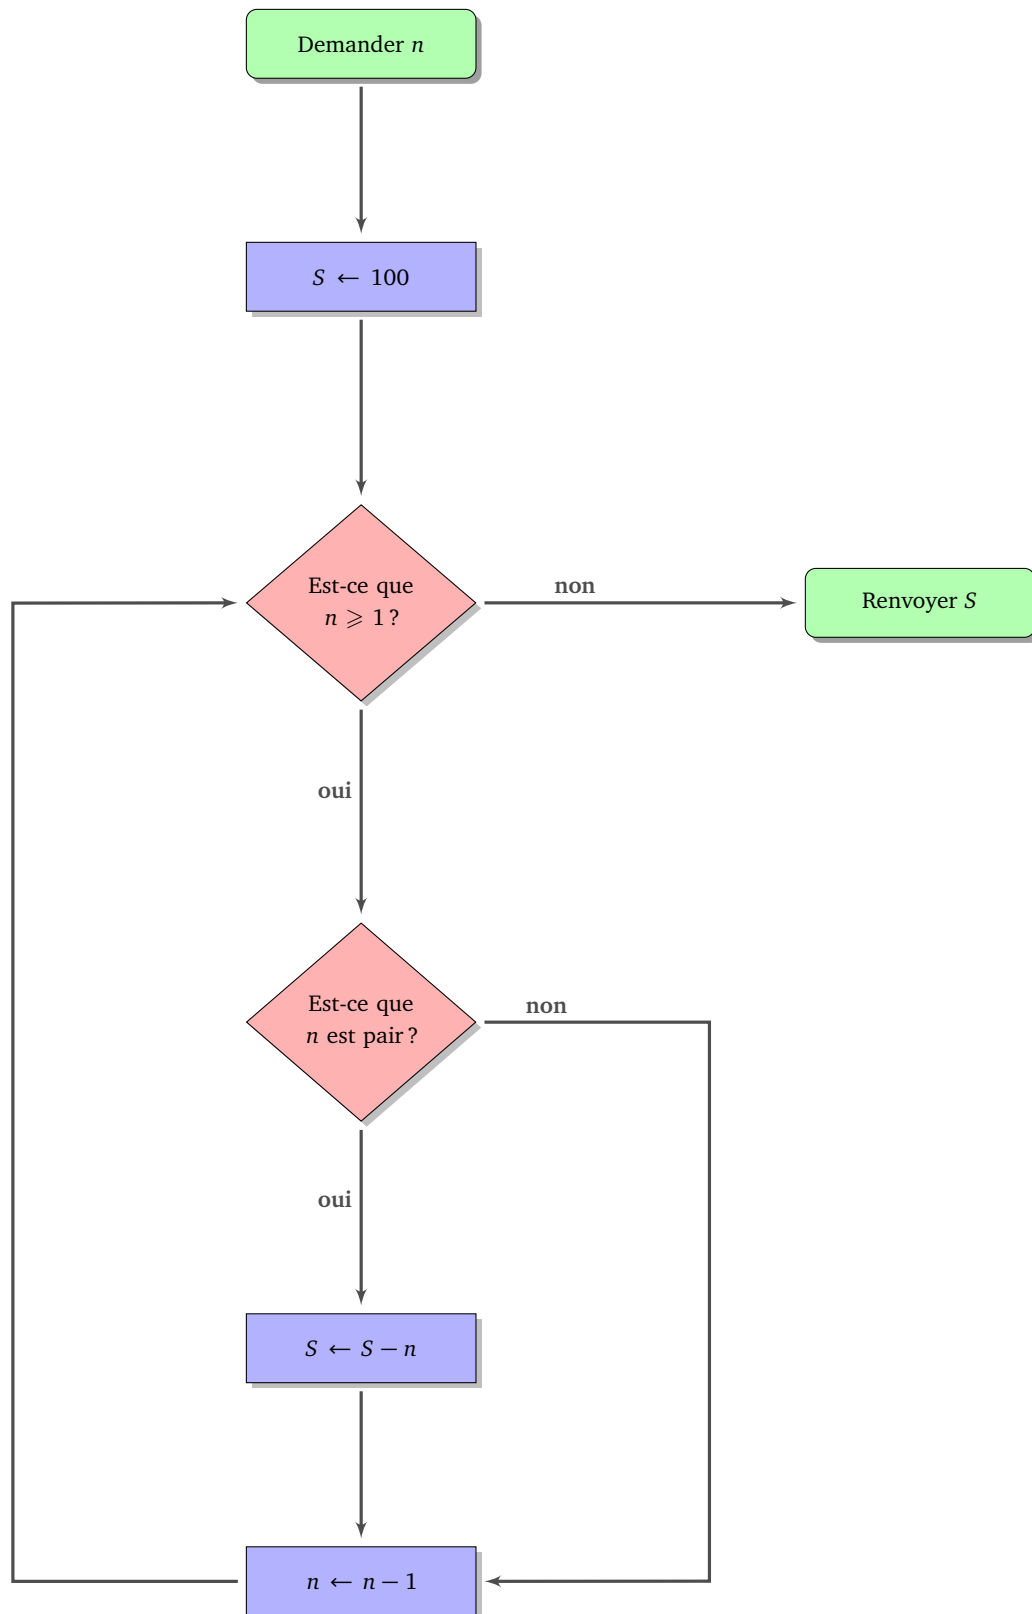 Demander n
S ← 100
Est-ce que
n ⩾ 1 ?
non
Renvoyer S
oui
Est-ce que
n est pair ?
non
oui
S ← S − n
n ← n − 1